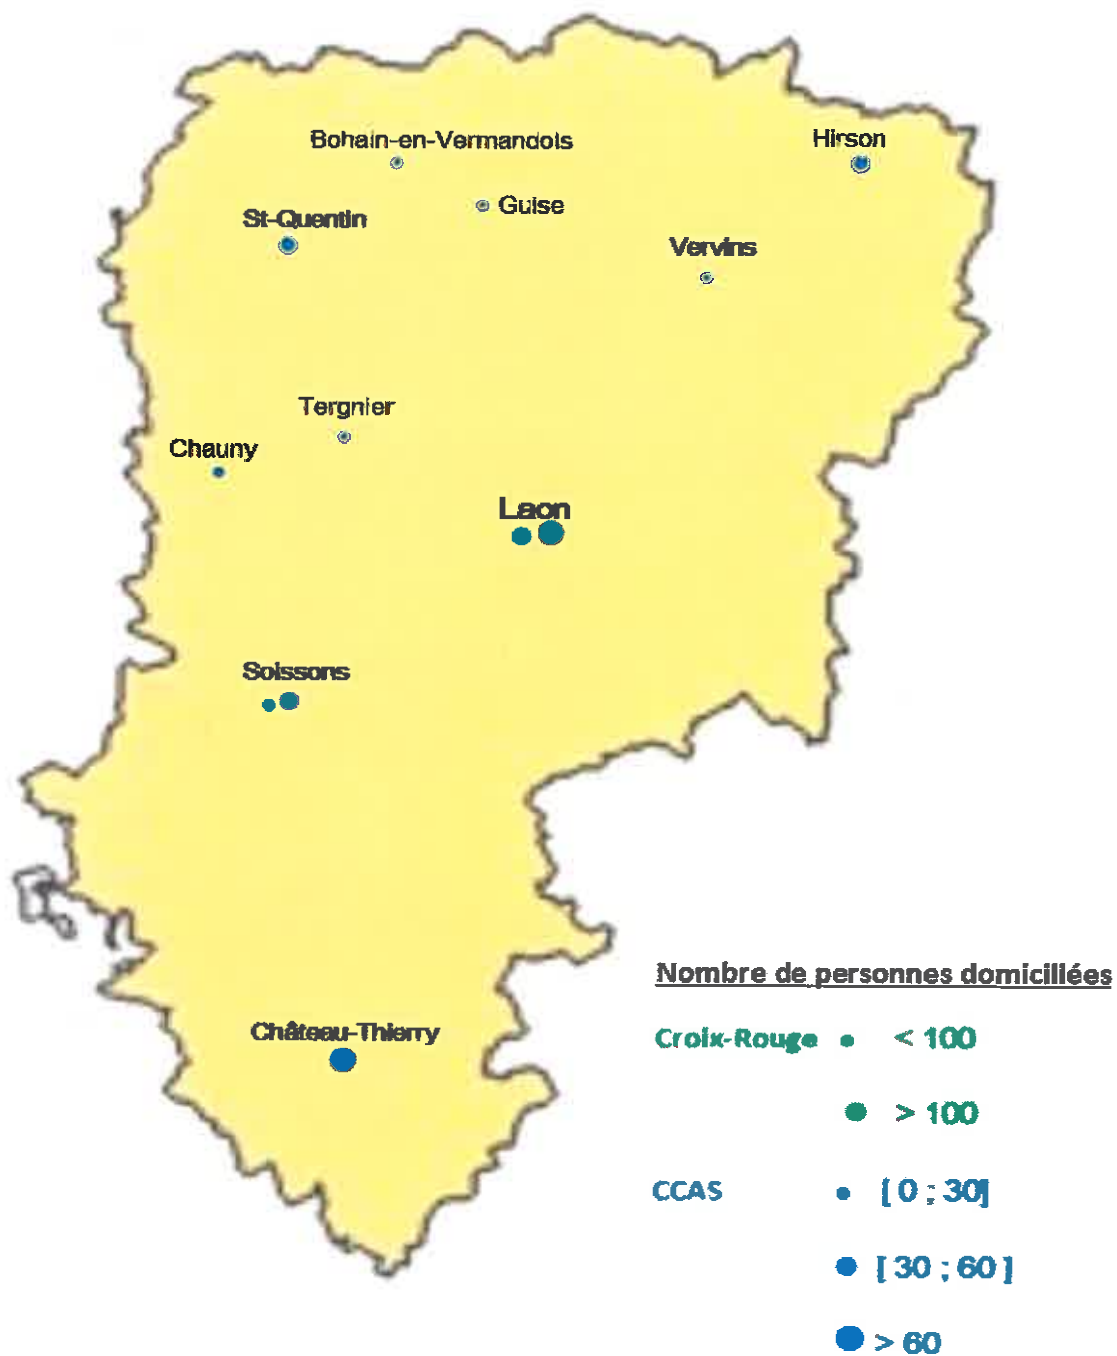 Bohain-en-Vermandois
Hirson
Guise
St-Quentin
Vervins
Tergnier
Chauny
Laon
Soissons
Château-Thierry
Nombre de personnes domiciliées
Croix-Rouge < 100
> 100
CCAS [ 0 ; 30]
[ 30 ; 60 ]
> 60